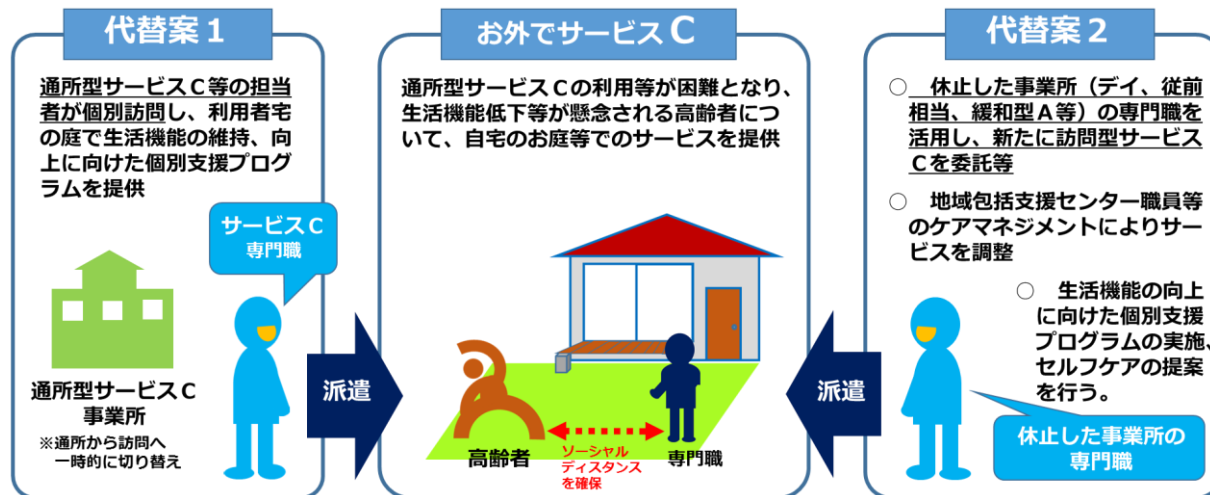 代替案１
通所型サービスＣ等の担当
者が個別訪問し、利用者宅
の庭で生活機能の維持、向
上に向けた個別支援プログ
ラムを提供
サービスＣ
専門職
通所型サービスＣ
事業所
※通所から訪問へ
一時的に切り替え
派遣
お外でサービスＣ
通所型サービスＣの利用等が困難となり、
生活機能低下等が懸念される高齢者につ
いて、自宅のお庭等でのサービスを提供
高齢者
ソーシャル
ディスタンス
を確保
専門職
派遣
代替案２
○　休止した事業所（デイ、従前
相当、緩和型Ａ等）の専門職を
活用し、新たに訪問型サービス
Ｃを委託等
○　地域包括支援センター職員等
のケアマネジメントによりサー
ビスを調整
○　生活機能の向上
に向けた個別支援
プログラムの実施、
セルフケアの提案
を行う。
休止した事業所の
専門職